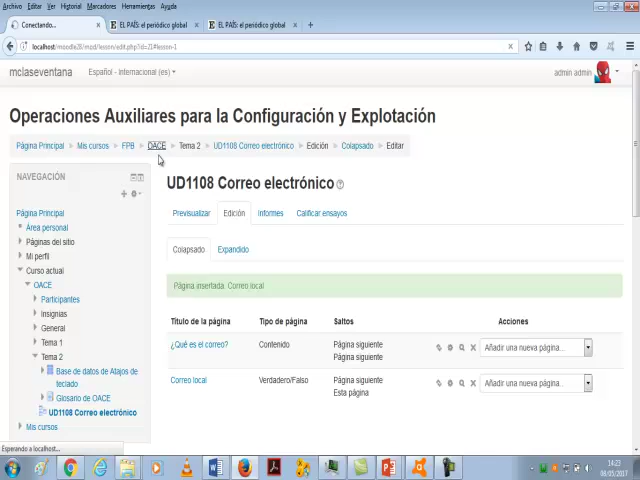 Archivo Editar Ver Historial Marcadores Herramientas Ayuda
Conectando... × EL PAÍS: el periódico global × EL PAÍS: el periódico global × +
localhost/moodle28/mod/lesson/edit.php?id=21#lesson-1
mclaseventana Español - Internacional (es) admin admin
Operaciones Auxiliares para la Configuración y Explotación
Página Principal Mis cursos FPB OACE Tema 2 UD1108 Correo electrónico Edición Colapsado Editar
NAVEGACIÓN
Página Principal
Área personal
Páginas del sitio
Mi perfil
Curso actual
OACE
Participantes
Insignias
General
Tema 1
Tema 2
Base de datos de Alajos de
teclado
Glosario de OACE
UD1108 Correo electrónico
Mis cursos
UD1108 Correo electrónico
Previsualizar Edición Informes Calificar ensayos
Colapsado Expandido
Página insertada: Correo local
Título de la página Tipo de página Saltos Acciones
¿Qué es el correo? Contenido Página siguiente Añadir una nueva página...
Página siguiente
Correo local Verdadero/Falso Página siguiente Añadir una nueva página...
Esta página
Esperando a localhost...
14:23
08/05/2017